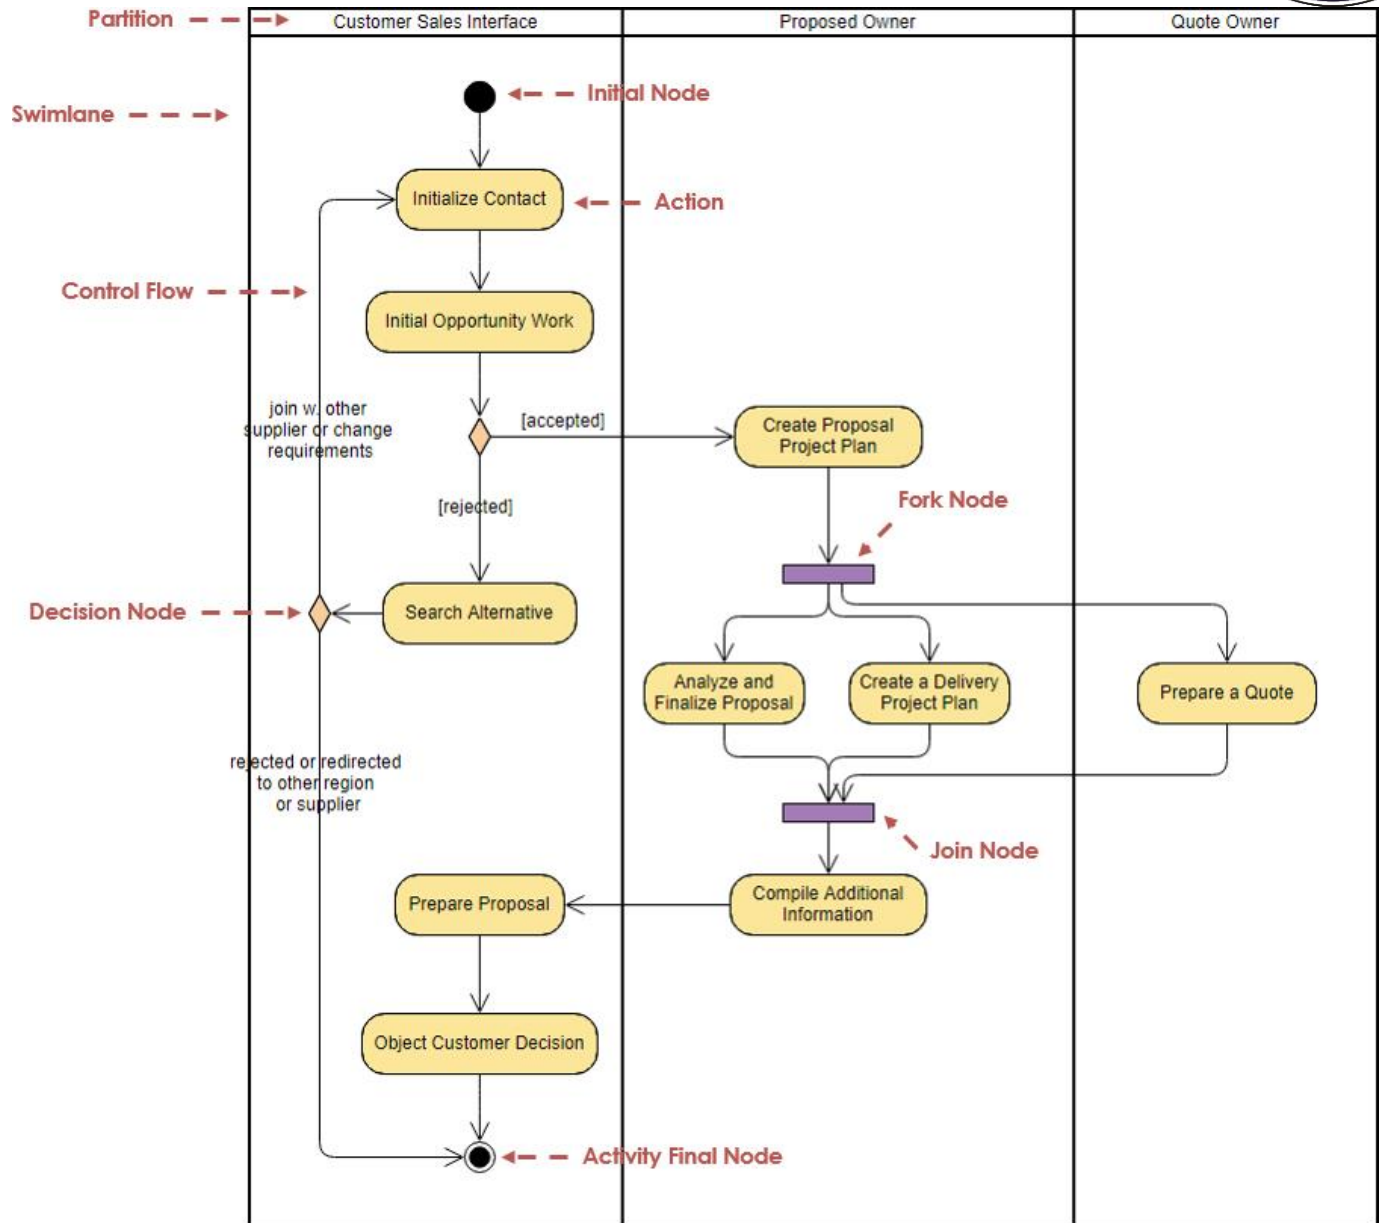 Partition
Customer Sales Interface
Proposed Owner
Quote Owner
Initial Node
Swimlane
Initialize Contact
Action
Control Flow
Initial Opportunity Work
join w. other
supplier or change
requirements
[accepted]
Create Proposal
Project Plan
[rejected]
Fork Node
Decision Node
Search Alternative
Analyze and
Finalize Proposal
Create a Delivery
Project Plan
Prepare a Quote
rejected or redirected
to other region
or supplier
Join Node
Prepare Proposal
Compile Additional
Information
Object Customer Decision
Activity Final Node